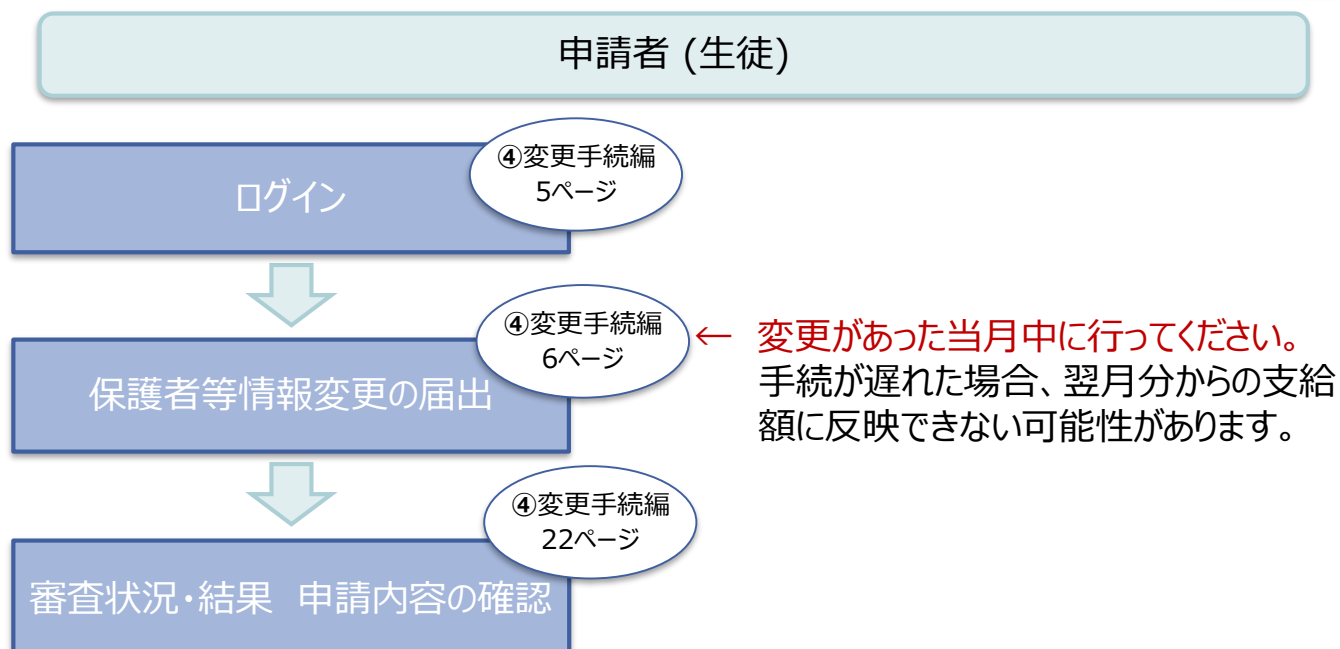 申請者 (生徒)
④変更手続編
5ページ
ログイン
④変更手続編
6ページ
← 変更があった当月中に行ってください。
手続が遅れた場合、翌月分からの支給
額に反映できない可能性があります。
保護者等情報変更の届出
④変更手続編
22ページ
審査状況・結果　申請内容の確認